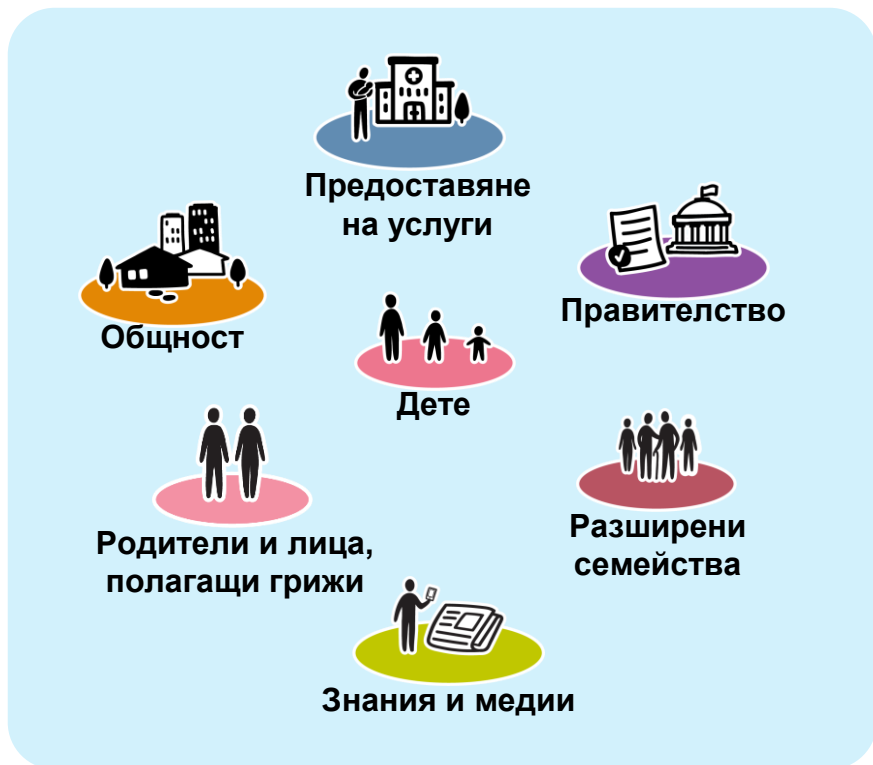 Предоставяне
на услуги
Правителство
Общност
Дете
Родители и лица,
полагащи грижи
Разширени
семейства
Знания и медии